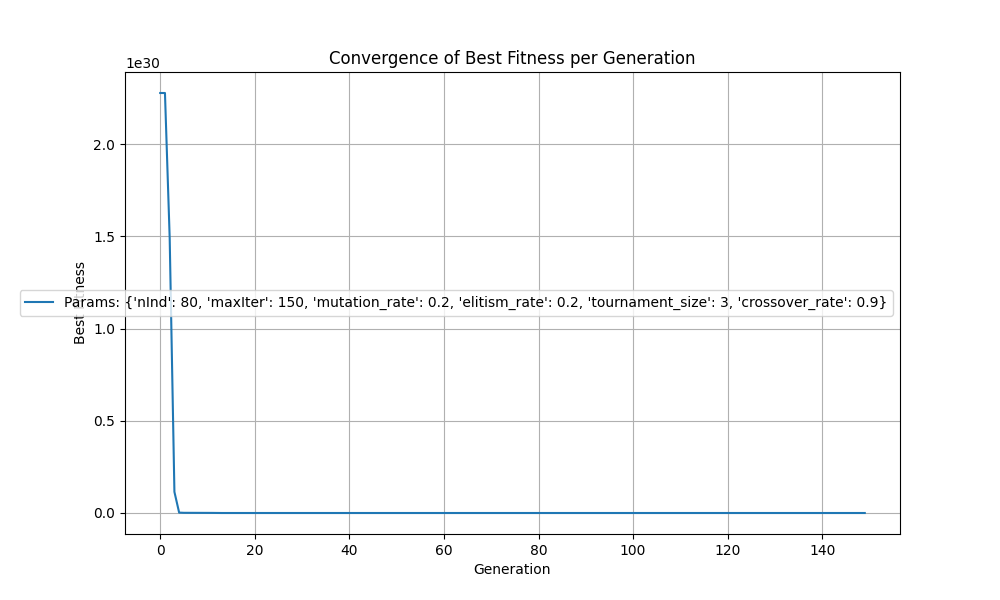 Convergence of Best Fitness per Generation
1e30
2.0
1.5
Params: {'nInd': 80, 'maxIter': 150, 'mutation_rate': 0.2, 'elitism_rate': 0.2, 'tournament_size': 3, 'crossover_rate': 0.9}
Best Fitness
1.0
0.5
0.0
0 20 40 60 80 100 120 140
Generation